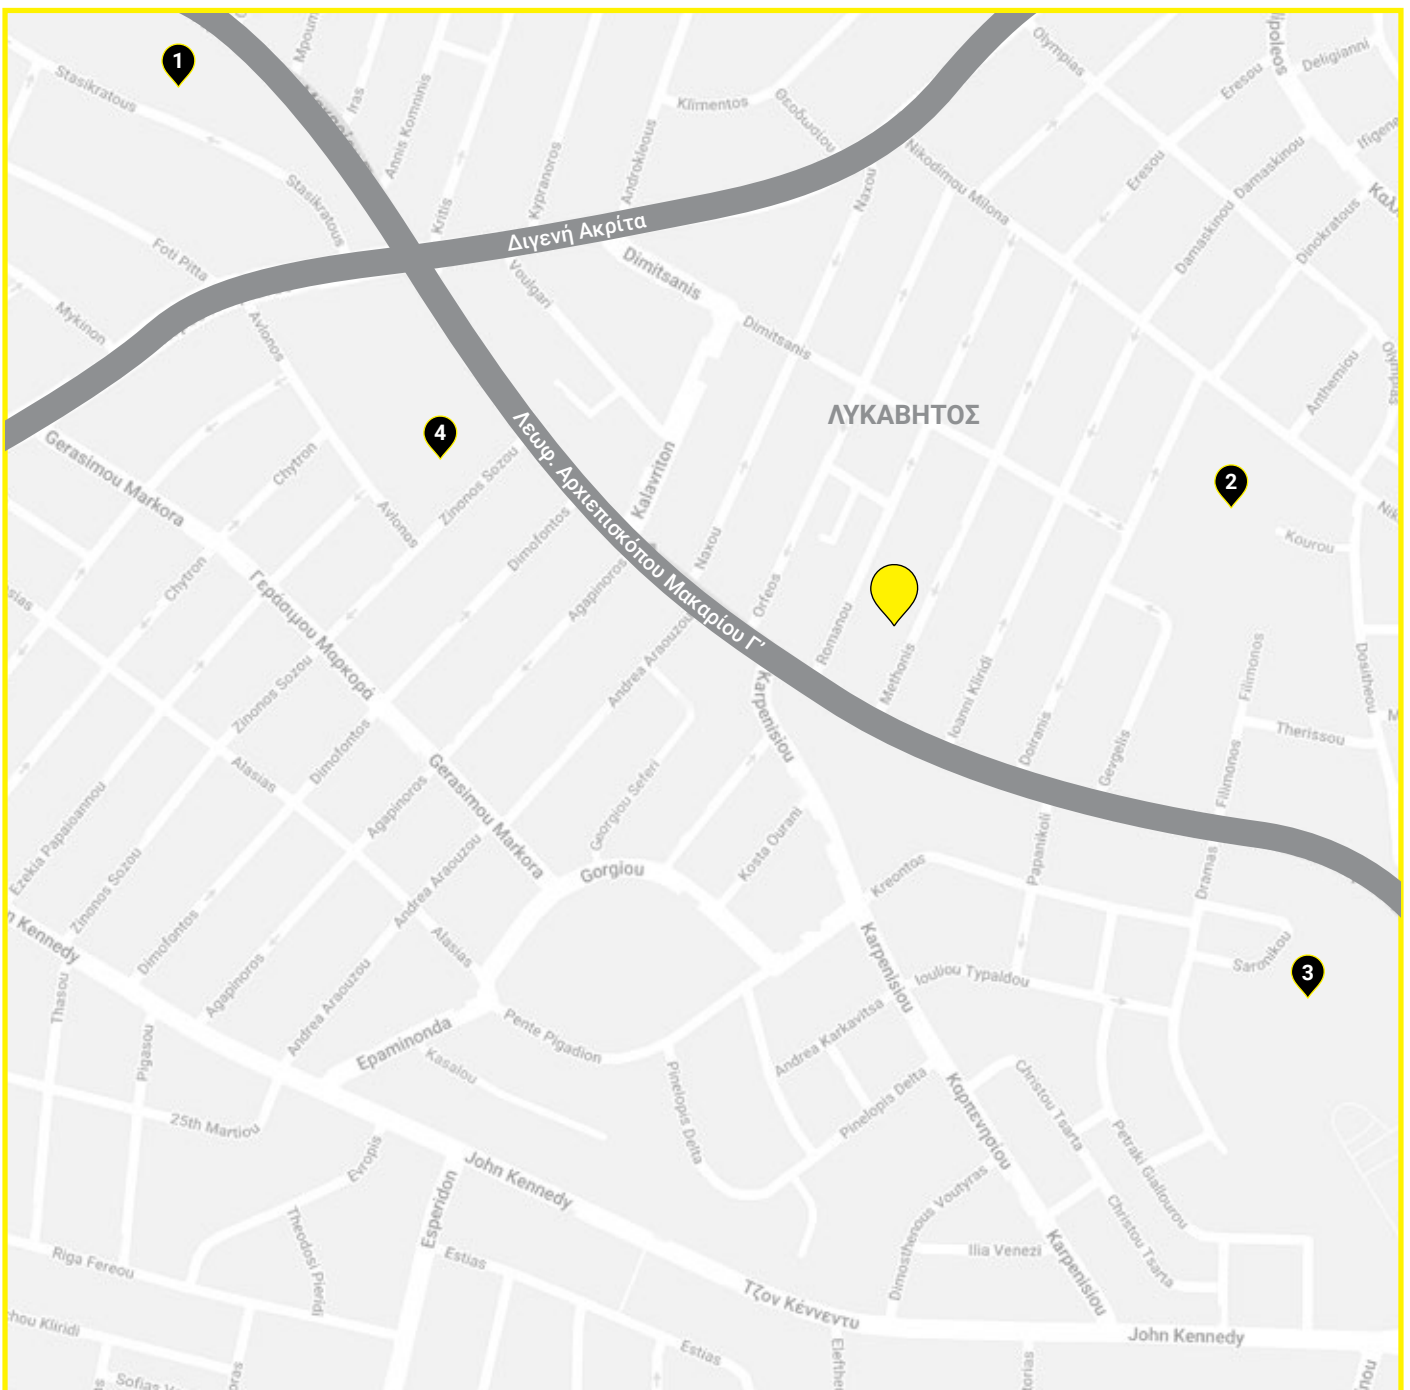 1
Stasikratous
Iras
Annis Komninis
Klimentos
Θεοδωσίου
Olympias
Eresou
Deligianni
Stasikratous
Kritis
Kypranoros
Androkleous
Naxou
Nikodimou Milona
Eresou
Damaskinou
Damaskinou
Dinokratous
Foti Pitta
Διγενή Ακρίτα
Voulgari
Dimitsanis
Dimitsanis
Mykinon
Avlonos
Anthemiou
ΛΥΚΑΒΗΤΟΣ
4
2
Gerasimou Markora
Chytron
Avlonos
Zinonos Sozou
Λεωφ. Αρχιεπισκόπου Μακαρίου Γ'
Kalavriton
Kourou
Dimofontos
Naxou
Chytron
Γεράσιμου Μαρκορά
Agapinoros
Orfeos
Romanou
Methonis
Ioanni Kliridi
Filimonos
Dositheou
Zinonos Sozou
Andrea Araouzou
Karpenisiou
Doiranis
Gevgelis
Therissou
Filimonos
Dimofontos
Alasias
Gerasimou Markora
Agapinoros
Georgiou Seferi
Kosta Ourani
Papanikoli
Dramas
Ezekia Papaioannou
Zinonos Sozou
Andrea Araouzou
Gorgiou
Kreontos
n Kennedy
Dimofontos
Alasias
Karpenisiou
Saronikou
3
Thasou
Agapinoros
Andrea Araouzou
Iouliou Typaldou
Pigasou
Epaminonda
Pente Pigadion
Andrea Karkavitsa
Kasalou
Pinelopis Delta
Pinelopis Delta
Καρπενησίου
Christou Tsarta
25th Martiou
Evropis
John Kennedy
Petraki Giallourou
Esperidon
Dimosthenous Voutyras
Christou Tsarta
Theodosi Pieridi
Riga Fereou
Estias
Ilia Venezi
Karpenisiou
Τζον Κέννεντυ
John Kennedy
Estias